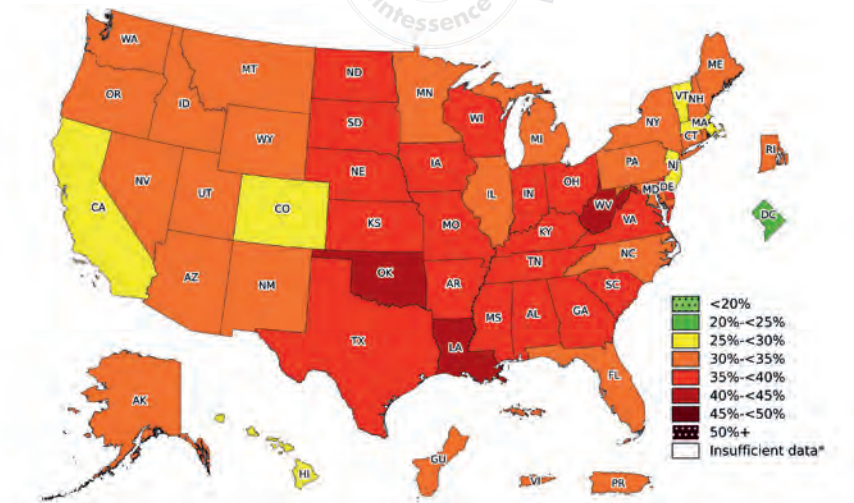 intessence
WA
MT
ND
MN
ME
OR
ID
SD
WI
MI
VT
NH
NY
MA
CT
RI
WY
IA
NE
PA
NJ
NV
UT
CO
IL
IN
OH
MD
DE
DC
CA
KS
MO
WV
VA
KY
AZ
NM
OK
AR
TN
NC
SC
TX
LA
MS
AL
GA
FL
AK
HI
GU
VI
PR
<20%
20%-<25%
25%-<30%
30%-<35%
35%-<40%
40%-<45%
45%-<50%
50%+
Insufficient data*